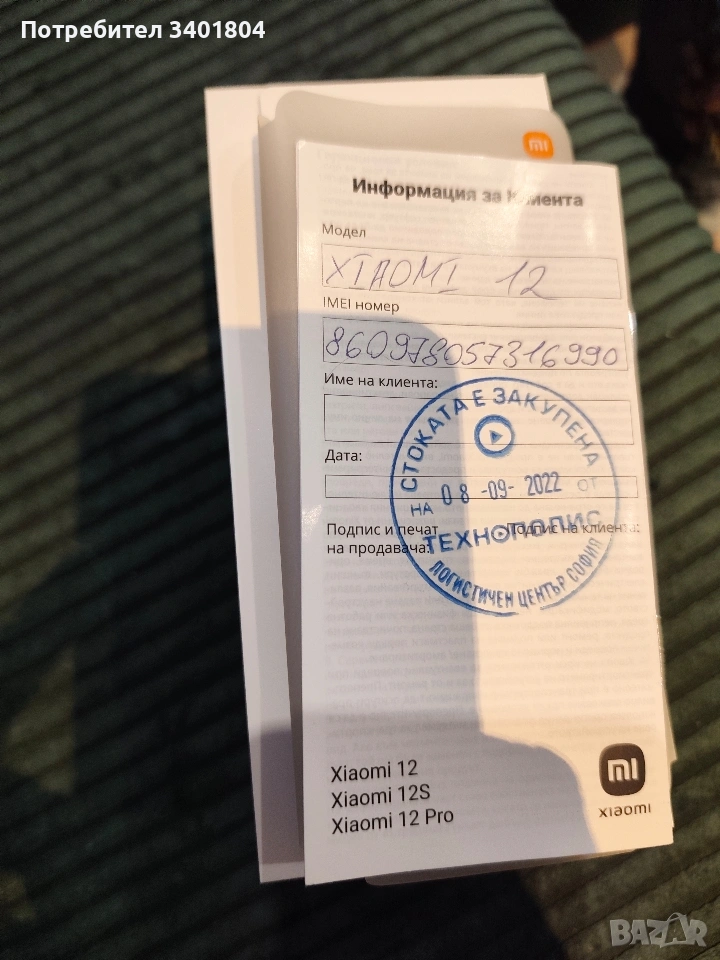 Потребител 3401804
mi
Информация за клиента
Модел
XIAOMI 12
IMEI номер
860978057316990
Име на клиента:
СТОКАТА Е ЗАКУПЕНА
Дата:
НА 08-09-2022 ОТ
ТЕХНОПОЛИС
ЛОГИСТИЧЕН ЦЕНТЪР СОФИЯ
Подпис и печат
на продавача:
Подпис на клиента:
Xiaomi 12
Xiaomi 12S
Xiaomi 12 Pro
mi
xiaomi
BAZAR